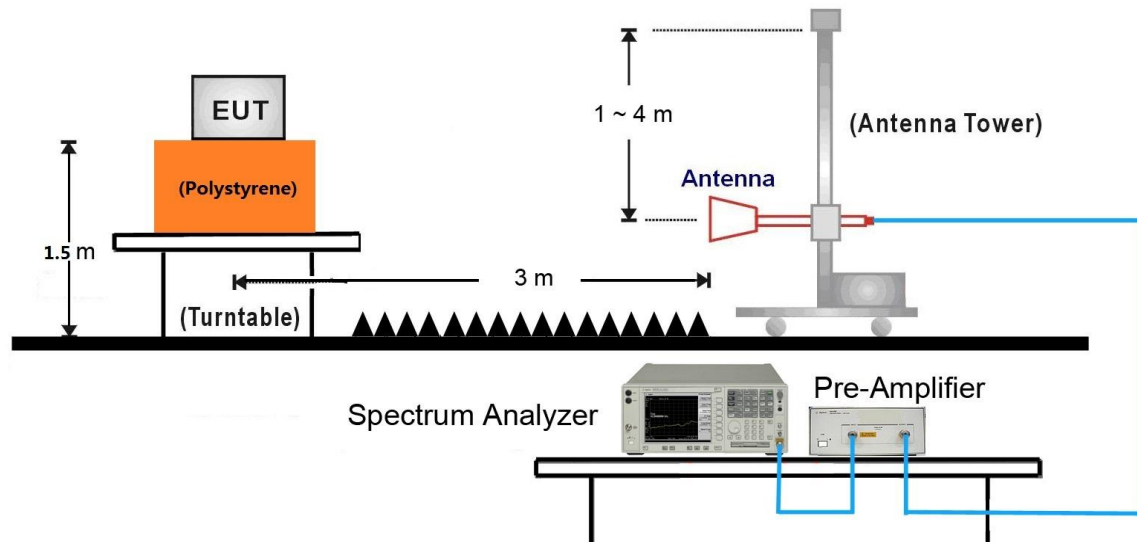 EUT
(Polystyrene)
1.5 m
(Turntable)
3 m
1 ~ 4 m
Antenna
(Antenna Tower)
Spectrum Analyzer
Pre-Amplifier